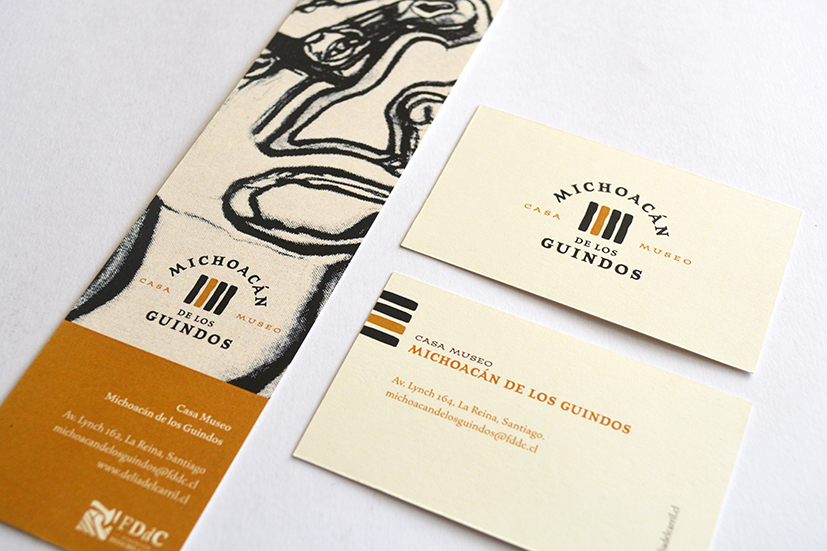 MICHOACÁN
CASA MUSEO
DE LOS
GUINDOS
Casa Museo
Michoacán de los Guindos
Av. Lynch 162, La Reina, Santiago
michoacandelosguindos@fddc.cl
www.deliadelcarril.cl
FDdC
MICHOACÁN
CASA MUSEO
DE LOS
GUINDOS
CASA MUSEO
MICHOACÁN DE LOS GUINDOS
Av. Lynch 164, La Reina, Santiago.
michoacandelosguindos@fddc.cl